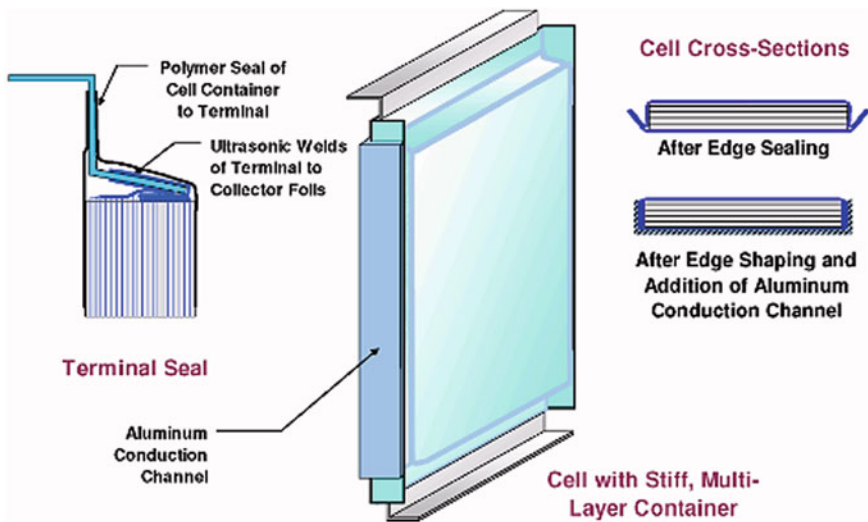 Polymer Seal of
Cell Container
to Terminal
Ultrasonic Welds
of Terminal to
Collector Foils
Terminal Seal
Aluminum
Conduction
Channel
Cell Cross-Sections
After Edge Sealing
After Edge Shaping and
Addition of Aluminum
Conduction Channel
Cell with Stiff, Multi-
Layer Container